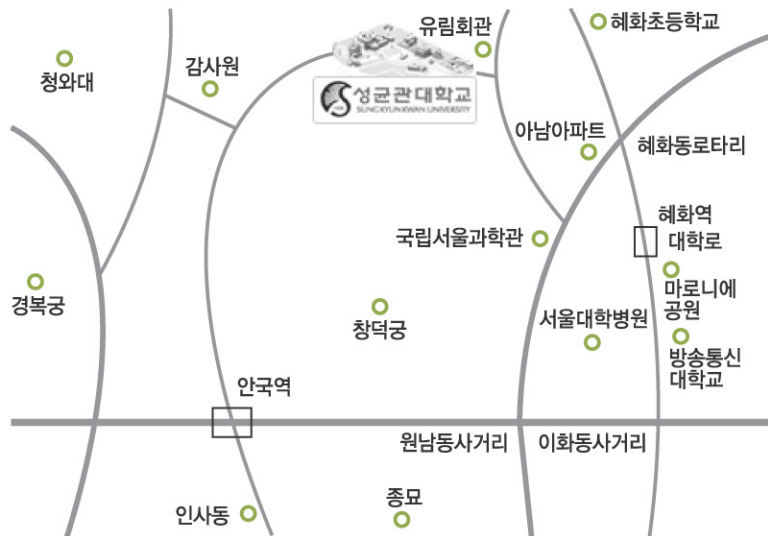 유림회관
혜화초등학교
청와대
감사원
성균관대학교
SUNGKYUNKWAN UNIVERSITY
아남아파트
혜화동로타리
혜화역
대학로
국립서울과학관
경복궁
창덕궁
서울대학병원
마로니에
공원
방송통신
대학교
안국역
원남동사거리
이화동사거리
인사동
종묘